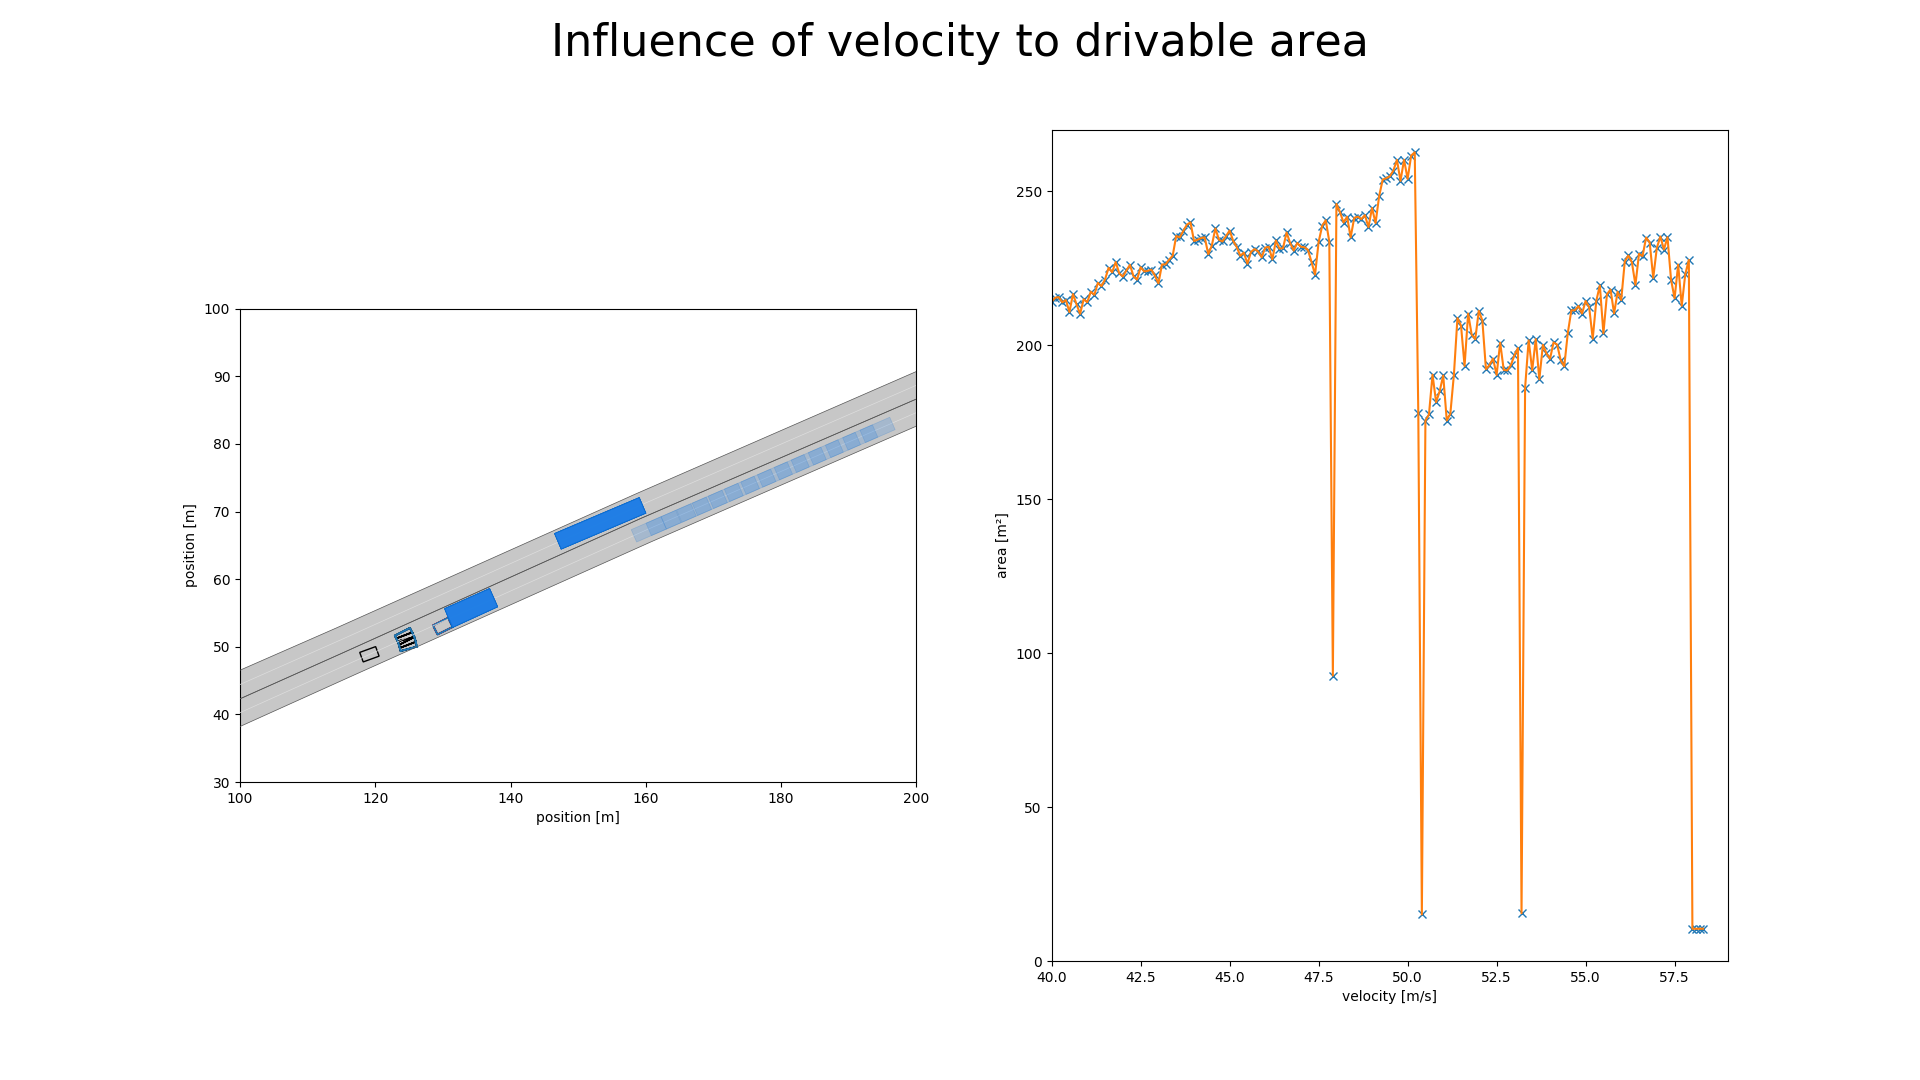 Influence of velocity to drivable area
100
90
80
70
60
50
40
30
position [m]
100 120 140 160 180 200
position [m]
250
200
150
100
50
0
area [m²]
40.0 42.5 45.0 47.5 50.0 52.5 55.0 57.5
velocity [m/s]